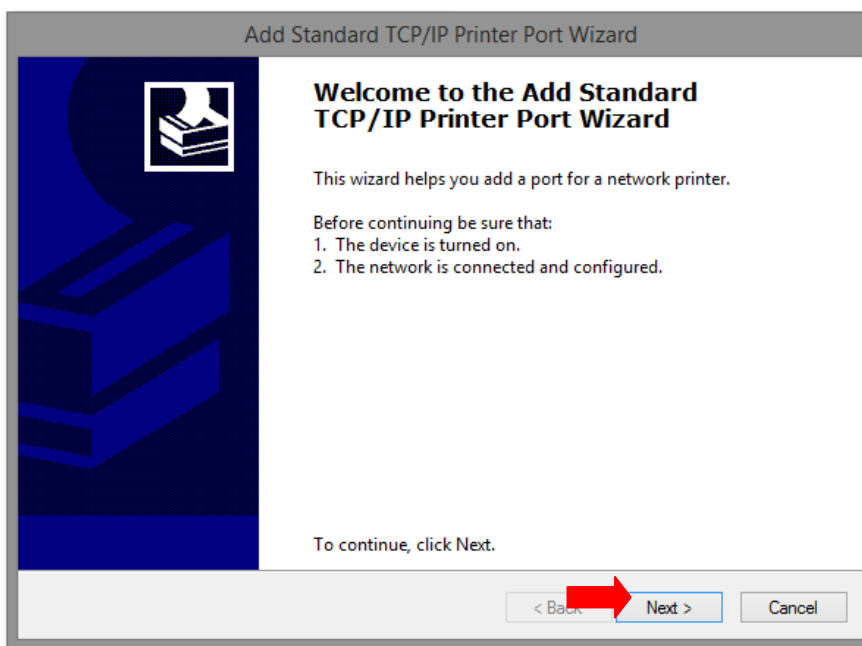 Add Standard TCP/IP Printer Port Wizard
Welcome to the Add Standard
TCP/IP Printer Port Wizard
This wizard helps you add a port for a network printer.
Before continuing be sure that:
1. The device is turned on.
2. The network is connected and configured.
To continue, click Next.
< Back Next > Cancel